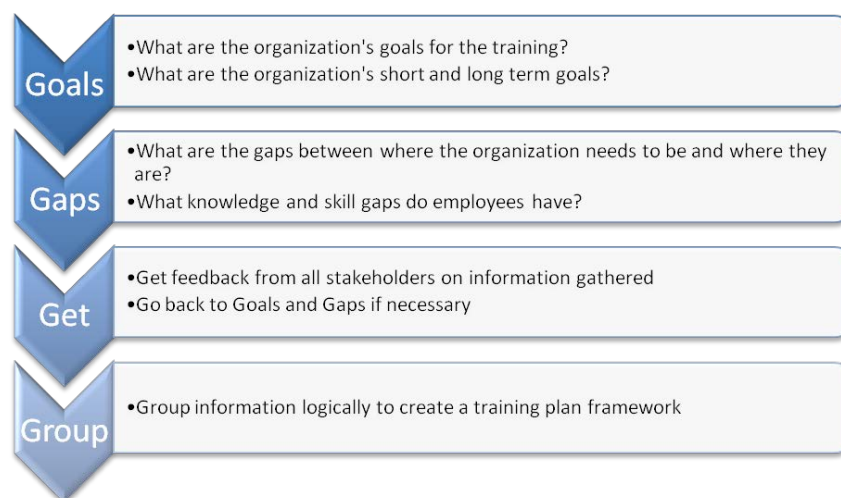 Goals
•What are the organization's goals for the training?
•What are the organization's short and long term goals?
Gaps
•What are the gaps between where the organization needs to be and where they
are?
•What knowledge and skill gaps do employees have?
Get
•Get feedback from all stakeholders on information gathered
•Go back to Goals and Gaps if necessary
Group
•Group information logically to create a training plan framework